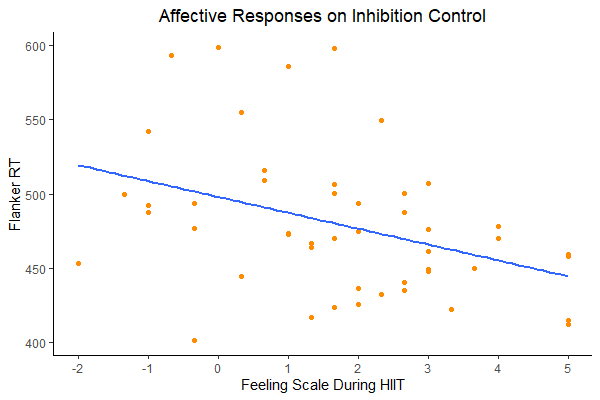 Affective Responses on Inhibition Control
600
550
500
450
400
Flanker RT
-2 -1 0 1 2 3 4 5
Feeling Scale During HIIT